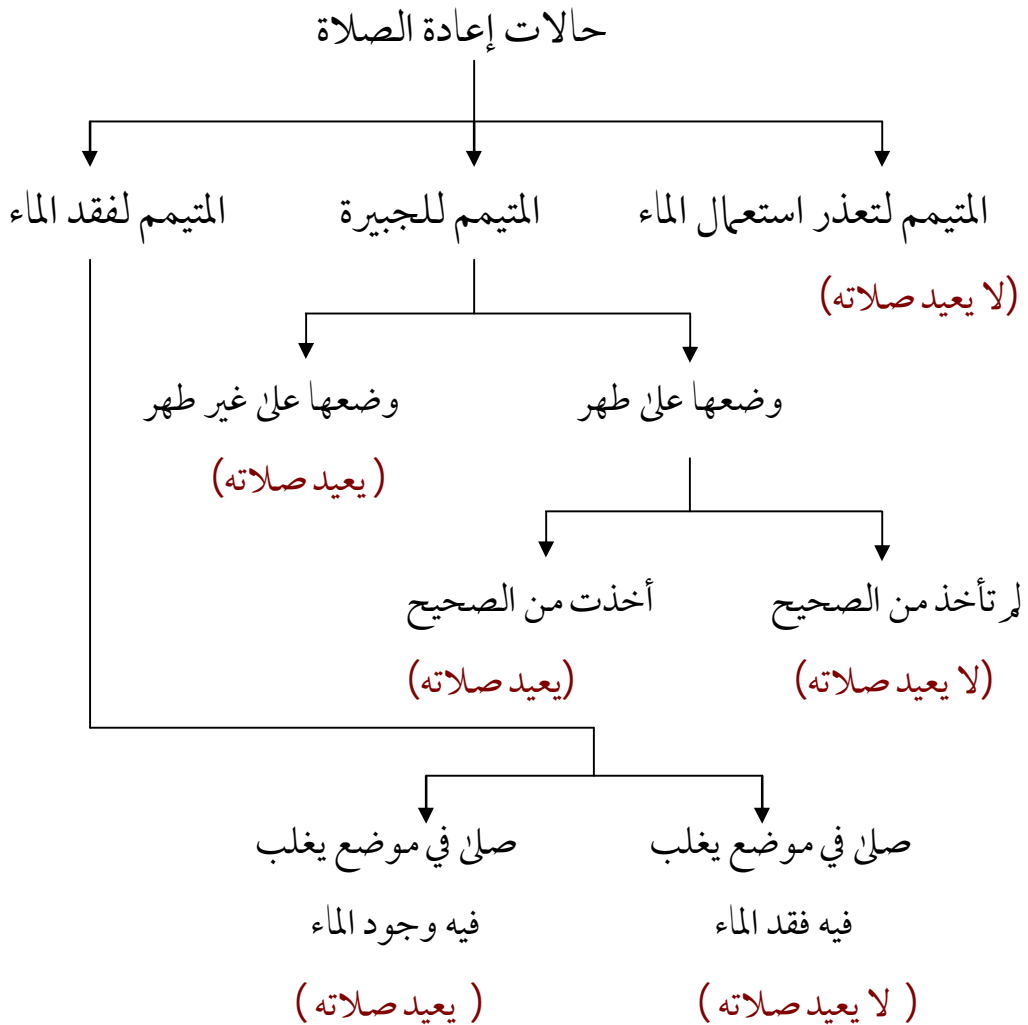 حالات إعادة الصلاة
المتيمم لتعذر استعمال الماء
(لا يعيد صلاته)
المتيمم للجبيرة
المتيمم لفقد الماء
وضعها علىٰ طهر
وضعها علىٰ غير طهر
( يعيد صلاته)
لم تأخذ من الصحيح
(لا يعيد صلاته)
أخذت من الصحيح
(يعيد صلاته)
صلىٰ في موضع يغلب
فيه فقد الماء
( لا يعيد صلاته )
صلىٰ في موضع يغلب
فيه وجود الماء
( يعيد صلاته )